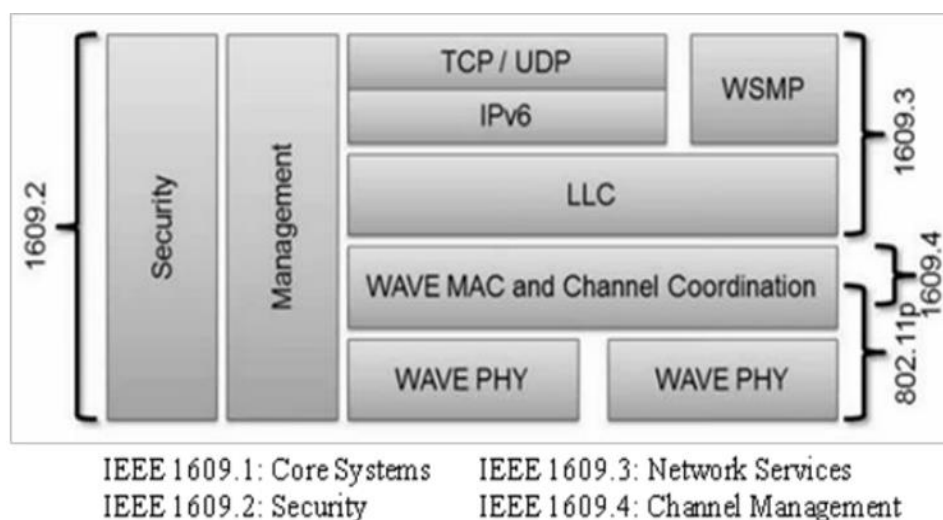 1609.2
Security
Management
TCP / UDP
IPv6
WSMP
LLC
WAVE MAC and Channel Coordination
WAVE PHY
WAVE PHY
1609.3
1609.4
802.11p
IEEE 1609.1: Core Systems
IEEE 1609.3: Network Services
IEEE 1609.2: Security
IEEE 1609.4: Channel Management